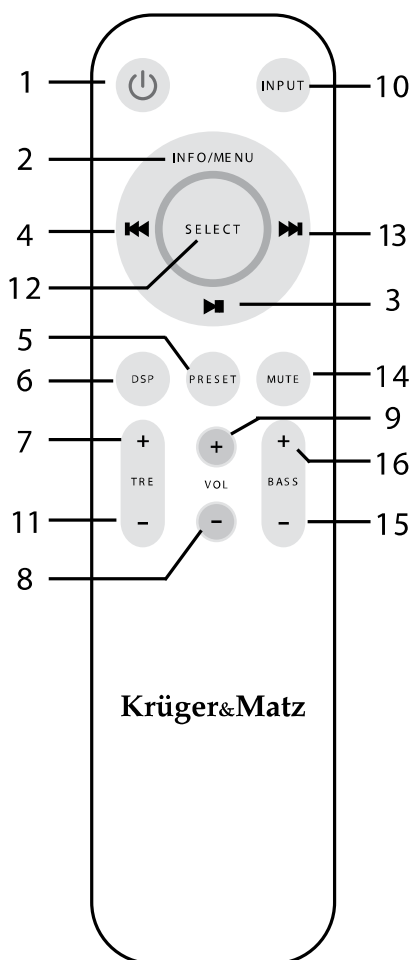 1
INPUT
10
2
INFO/MENU
4
SELECT
13
12
3
5
6
DSP
PRESET
MUTE
14
9
7
+
+
+
16
TRE
VOL
BASS
11
-
-
-
15
8
Krüger&Matz